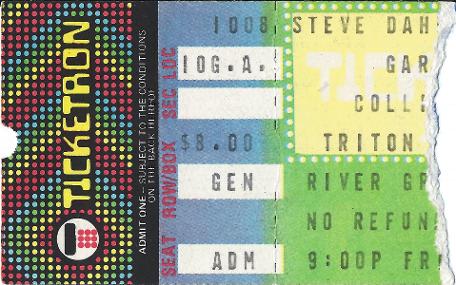 TICKETRON
ADMIT ONE - SUBJECT TO THE CONDITIONS
ON THE BACK HEREOF
SEAT ROW/BOX SEC LOC
1008 STEVE DAH
10G.A. GAR
COLL
$8.00 TRITON
GEN RIVER GR
NO REFUN
ADM 9:00P FR